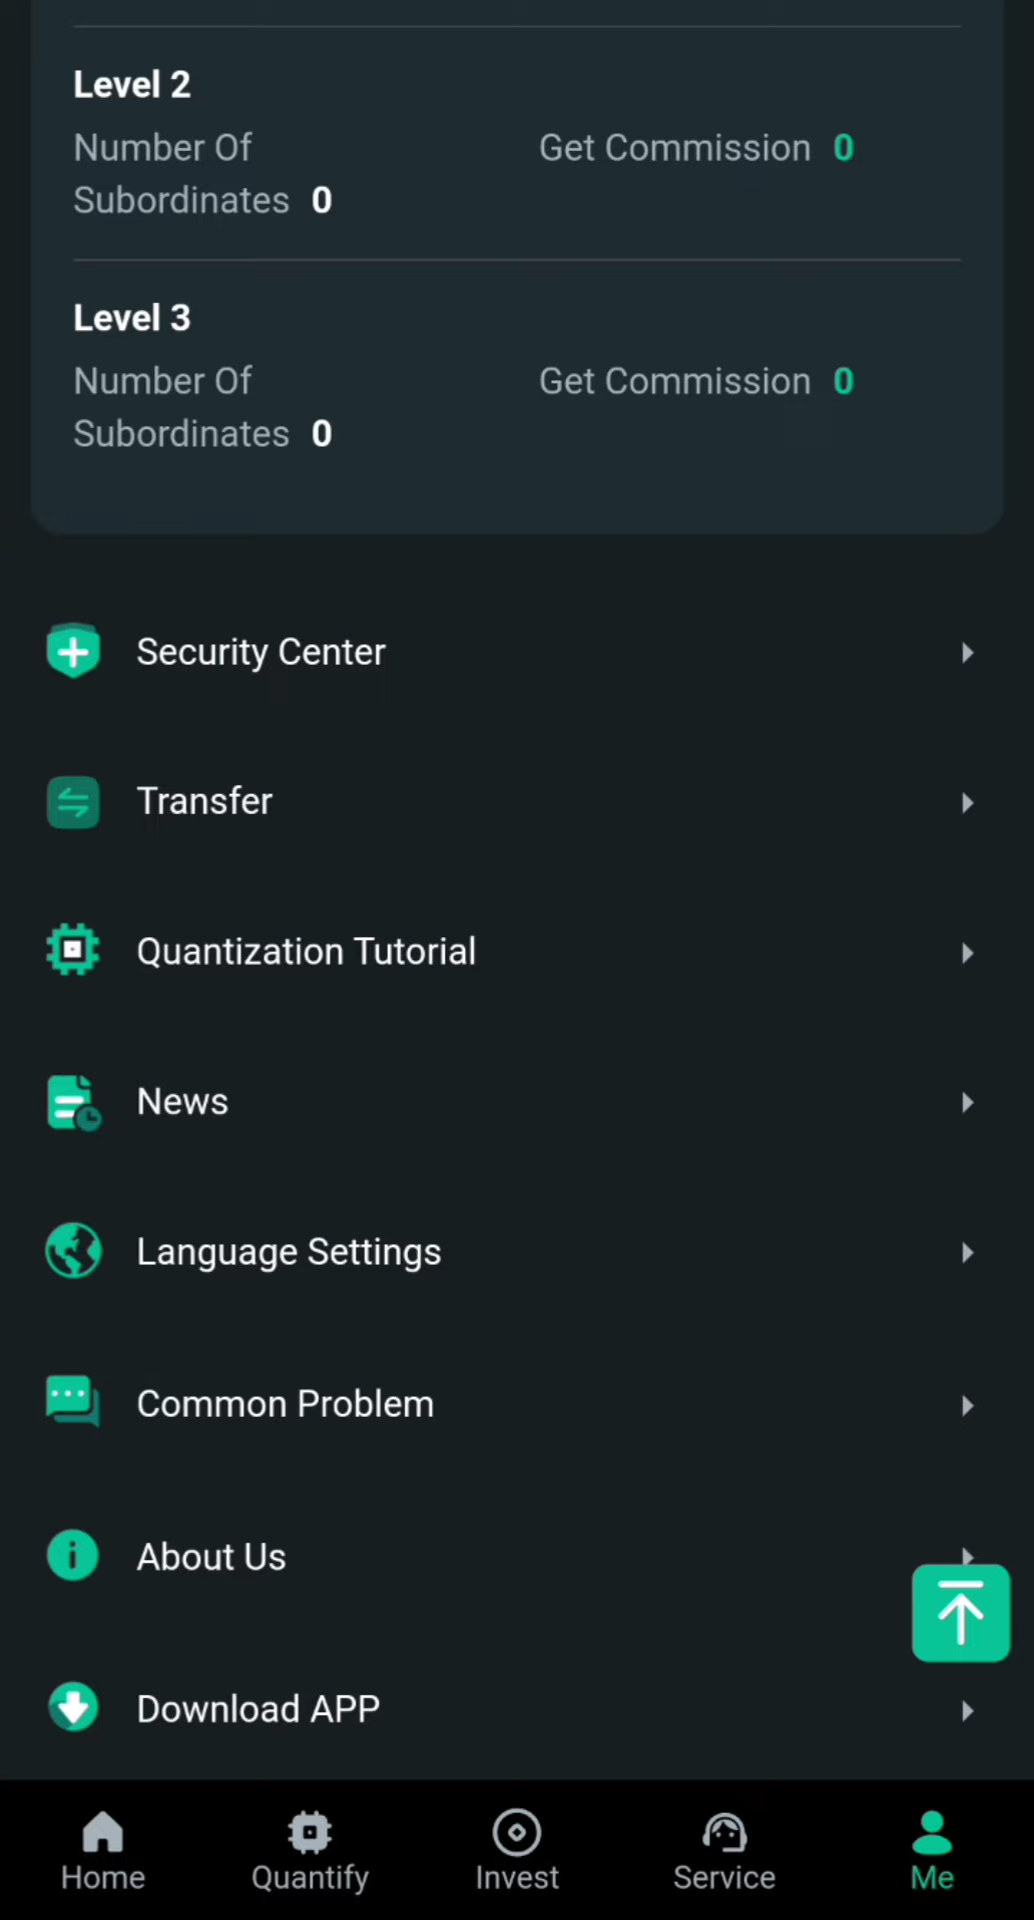 Level 2
Number Of Get Commission 0
Subordinates 0
Level 3
Number Of Get Commission 0
Subordinates 0
Security Center
Transfer
Quantization Tutorial
News
Language Settings
Common Problem
About Us
Download APP
Home Quantify Invest Service Me